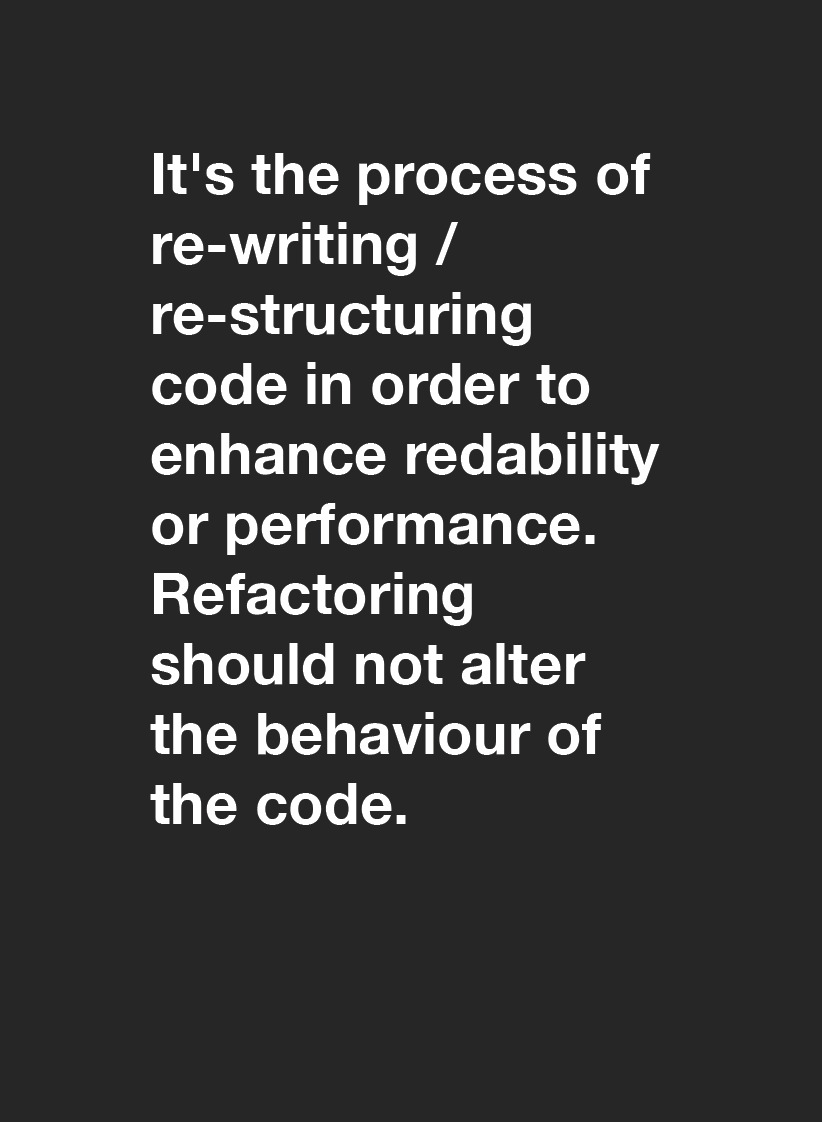 It's the process of
re-writing /
re-structuring
code in order to
enhance redability
or performance.
Refactoring
should not alter
the behaviour of
the code.